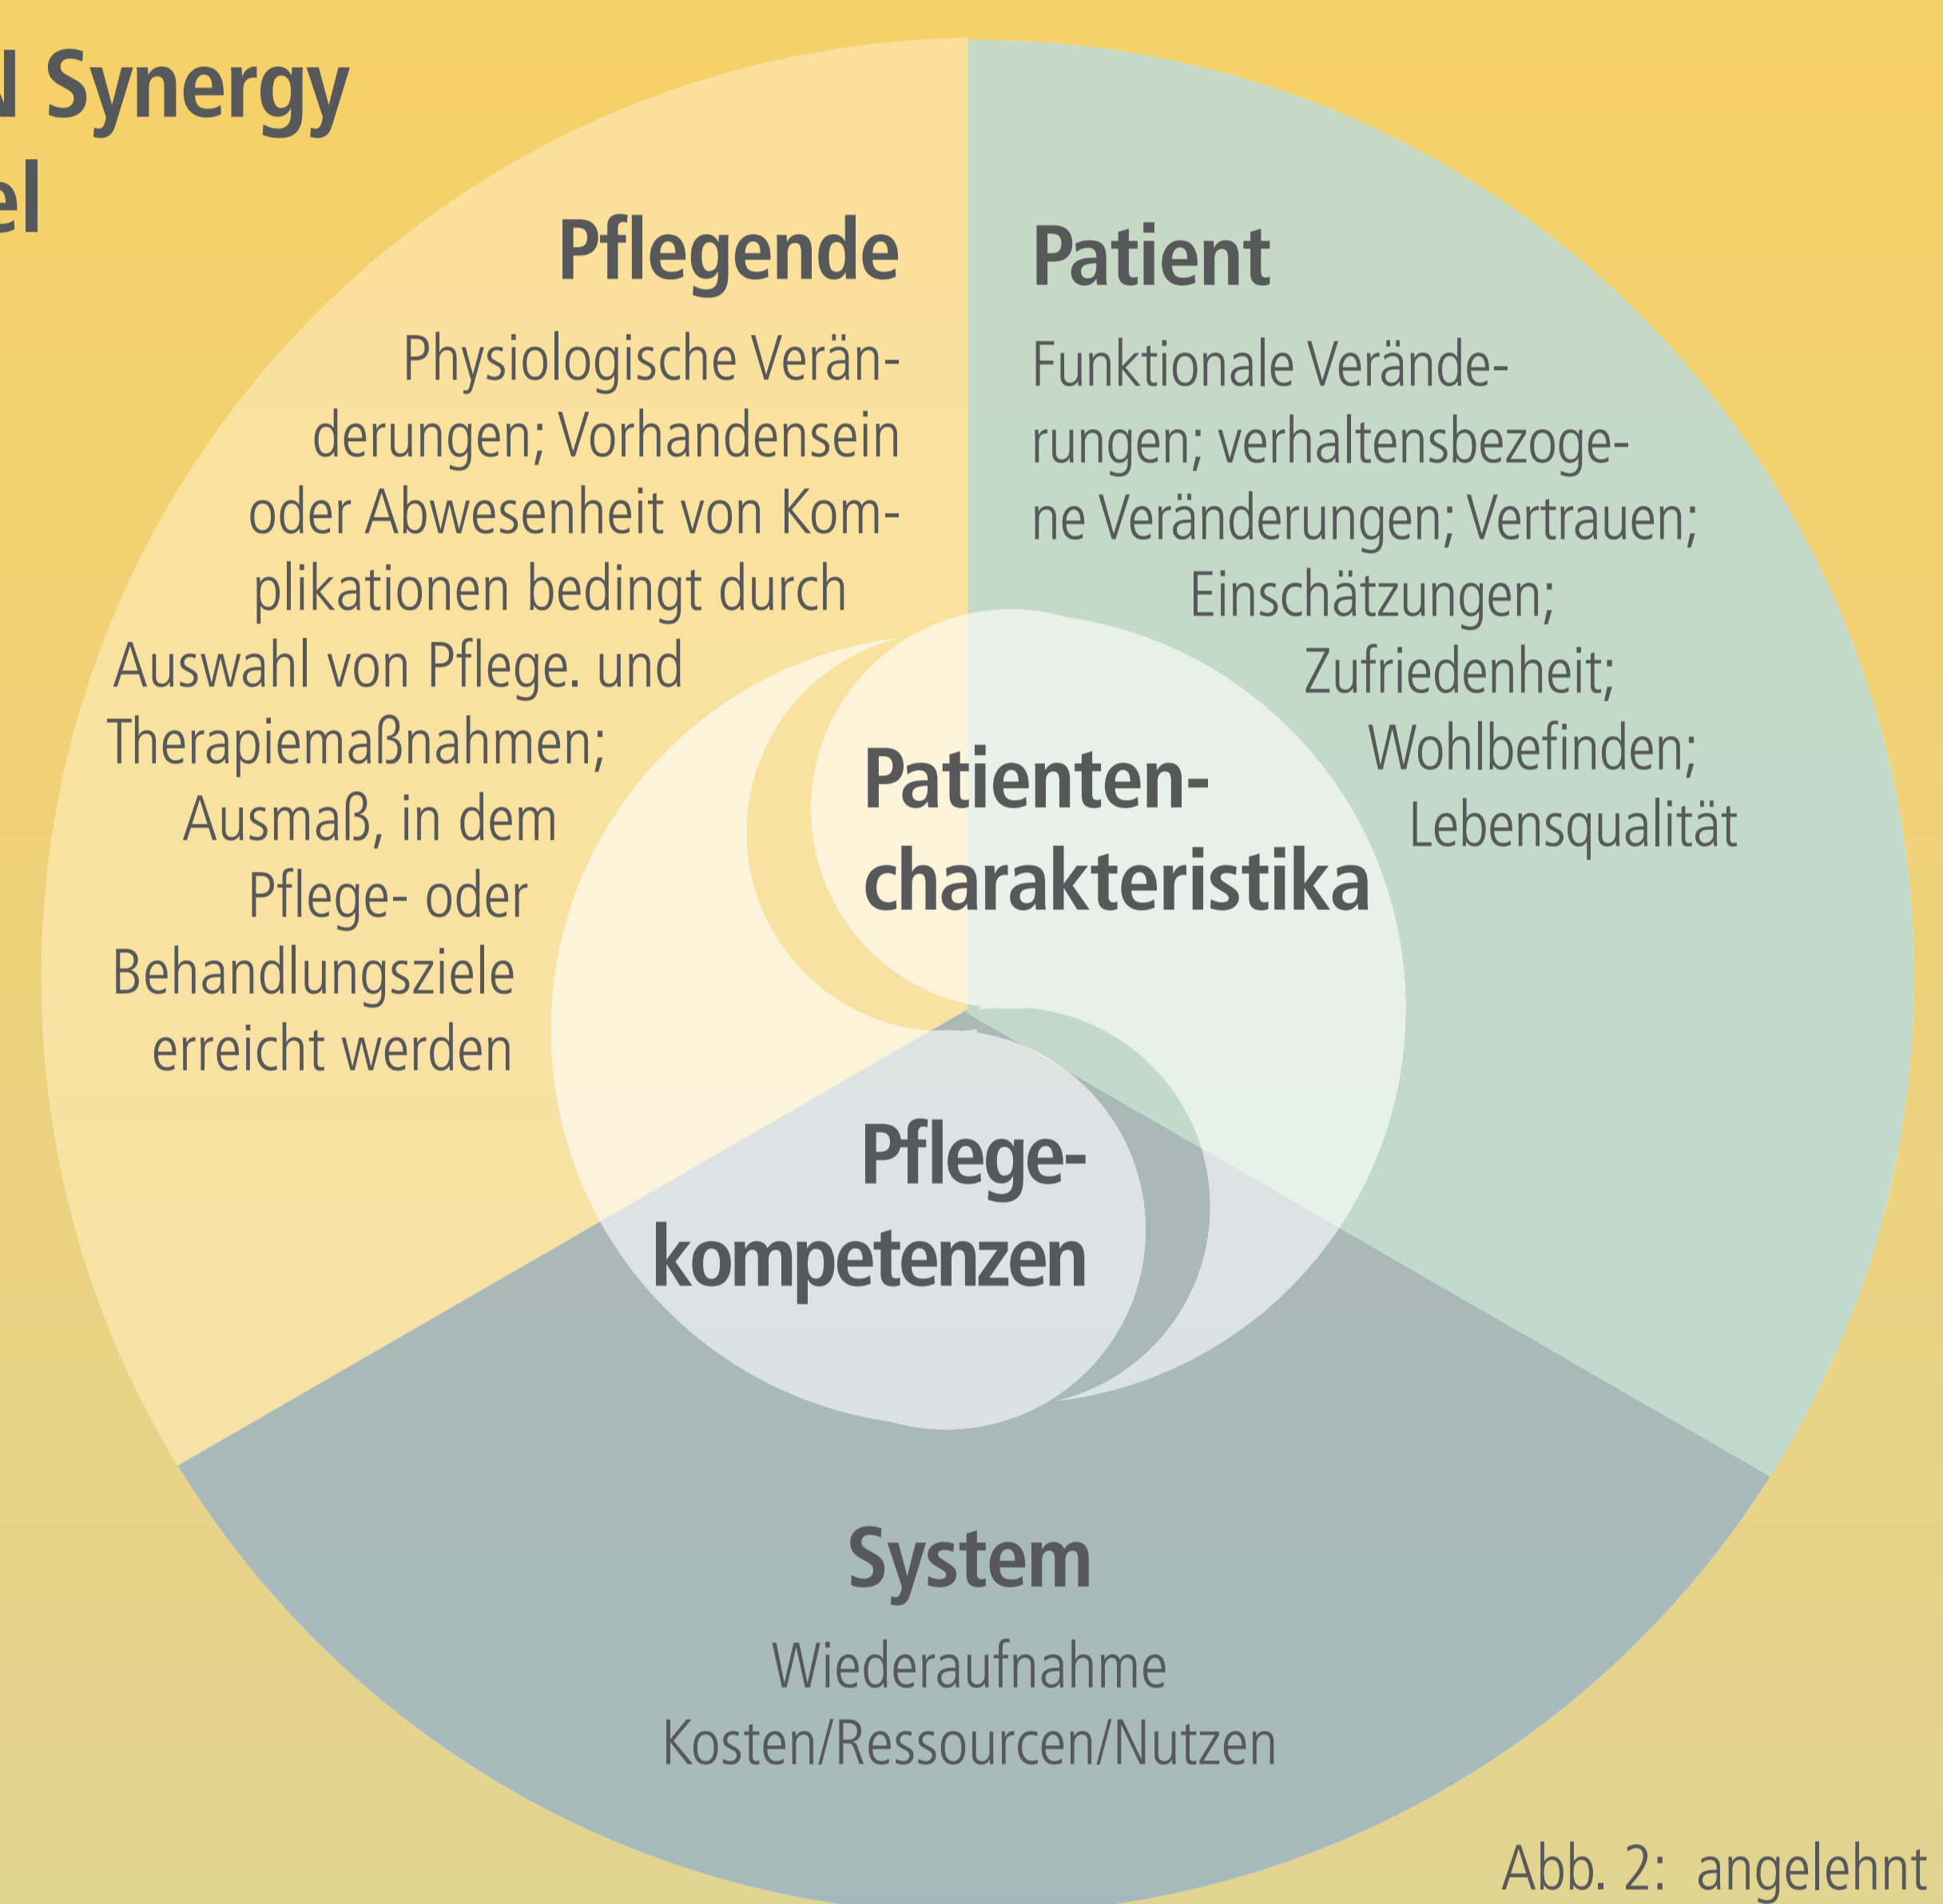 Synergy
el
Pflegende
Physiologische Verän-
derungen; Vorhandensein
oder Abwesenheit von Kom-
plikationen bedingt durch
Auswahl von Pflege. und
Therapiemaßnahmen;
Ausmaß, in dem
Pflege- oder
Behandlungsziele
erreicht werden
Patient
Funktionale Verände-
rungen; verhaltensbezoge-
ne Veränderungen; Vertrauen;
Einschätzungen;
Zufriedenheit;
Wohlbefinden;
Lebensqualität
Patienten-
charakteristika
Pflege-
kompetenzen
System
Wiederaufnahme
Kosten/Ressourcen/Nutzen
Abb. 2: angelehnt